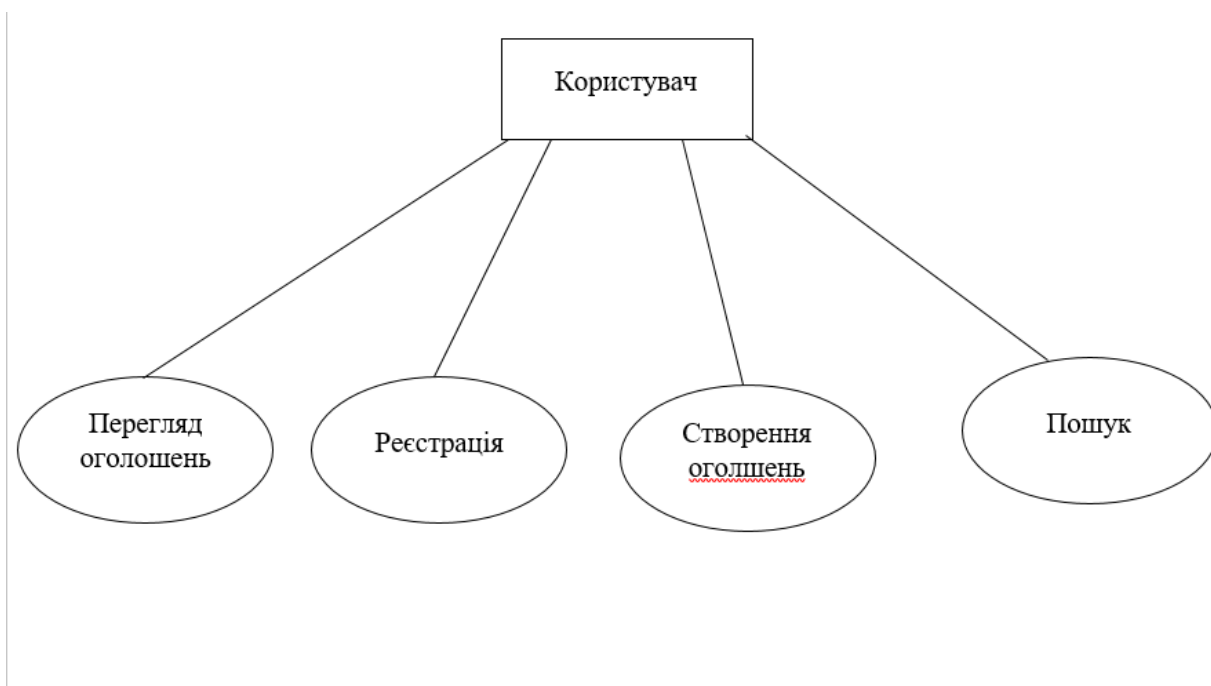 Користувач
Перегляд
оголошень
Реєстрація
Створення
оголшень
Пошук